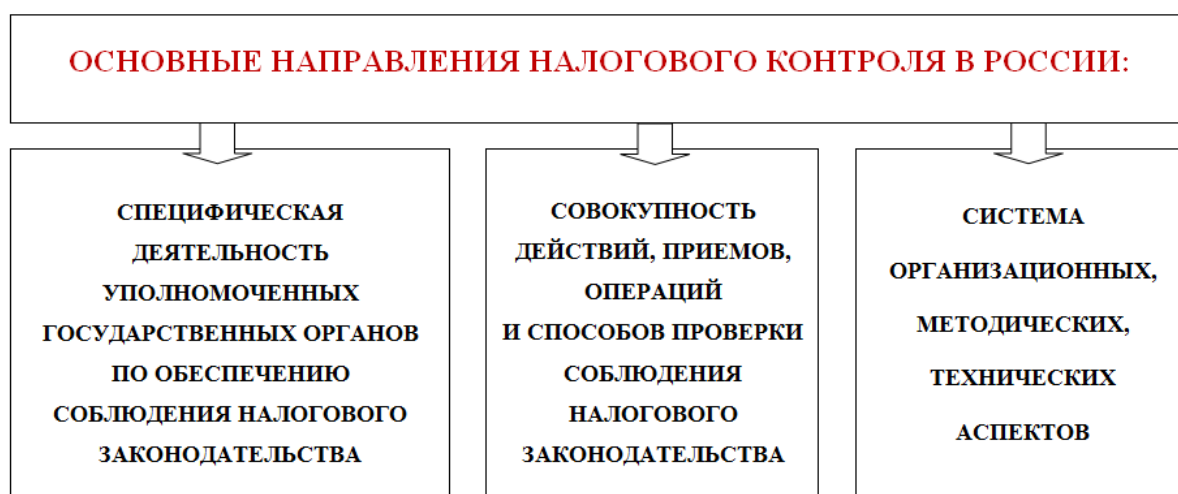 ОСНОВНЫЕ НАПРАВЛЕНИЯ НАЛОГОВОГО КОНТРОЛЯ В РОССИИ:
СПЕЦИФИЧЕСКАЯ
ДЕЯТЕЛЬНОСТЬ
УПОЛНОМОЧЕННЫХ
ГОСУДАРСТВЕННЫХ ОРГАНОВ
ПО ОБЕСПЕЧЕНИЮ
СОБЛЮДЕНИЯ НАЛОГОВОГО
ЗАКОНОДАТЕЛЬСТВА
СОВОКУПНОСТЬ
ДЕЙСТВИЙ, ПРИЕМОВ,
ОПЕРАЦИЙ
И СПОСОБОВ ПРОВЕРКИ
СОБЛЮДЕНИЯ
НАЛОГОВОГО
ЗАКОНОДАТЕЛЬСТВА
СИСТЕМА
ОРГАНИЗАЦИОННЫХ,
МЕТОДИЧЕСКИХ,
ТЕХНИЧЕСКИХ
АСПЕКТОВ